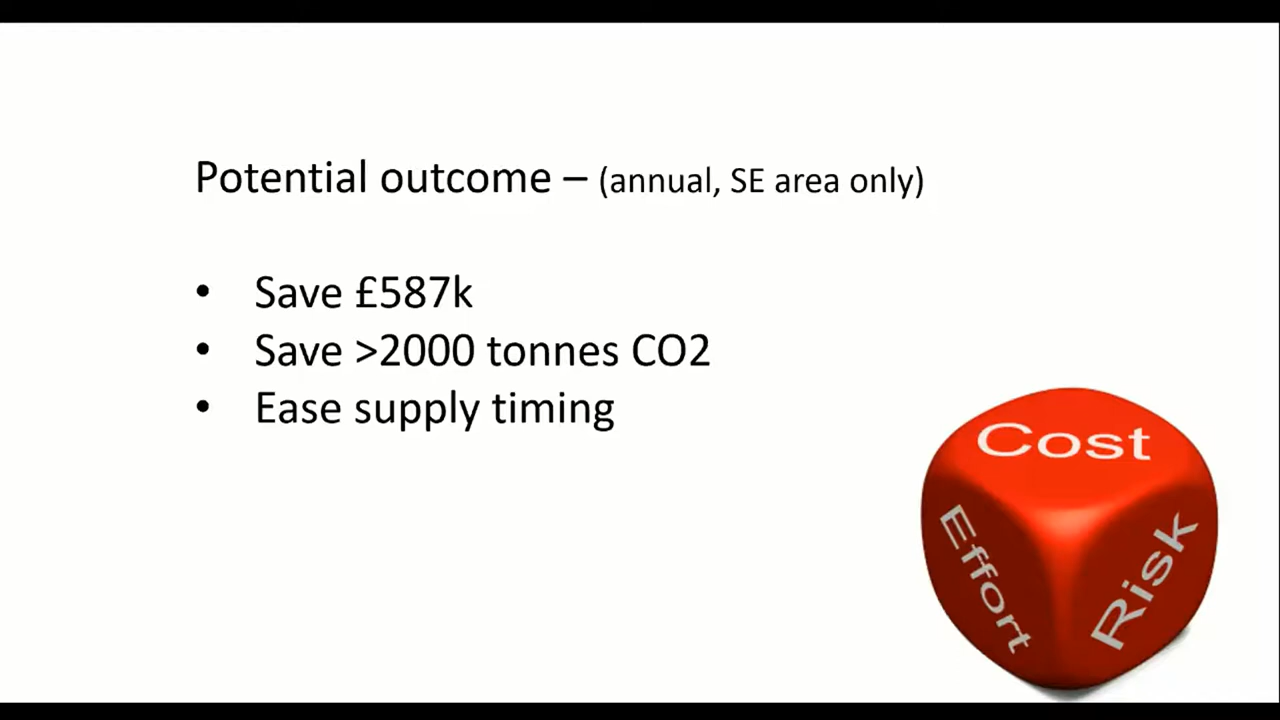 Potential outcome – (annual, SE area only)
• Save £587k
• Save >2000 tonnes CO2
• Ease supply timing
Cost
Effort
Risk